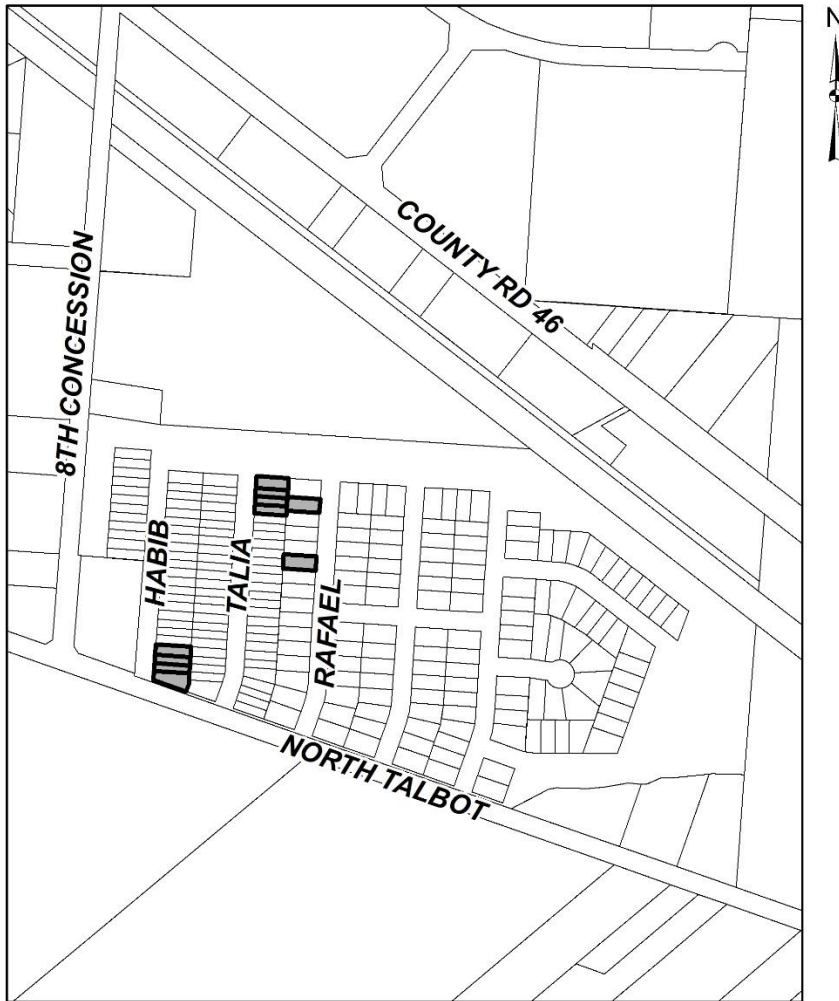 N
COUNTY RD 46
8TH CONCESSION
HABIB
TALIA
RAFAEL
NORTH TALBOT